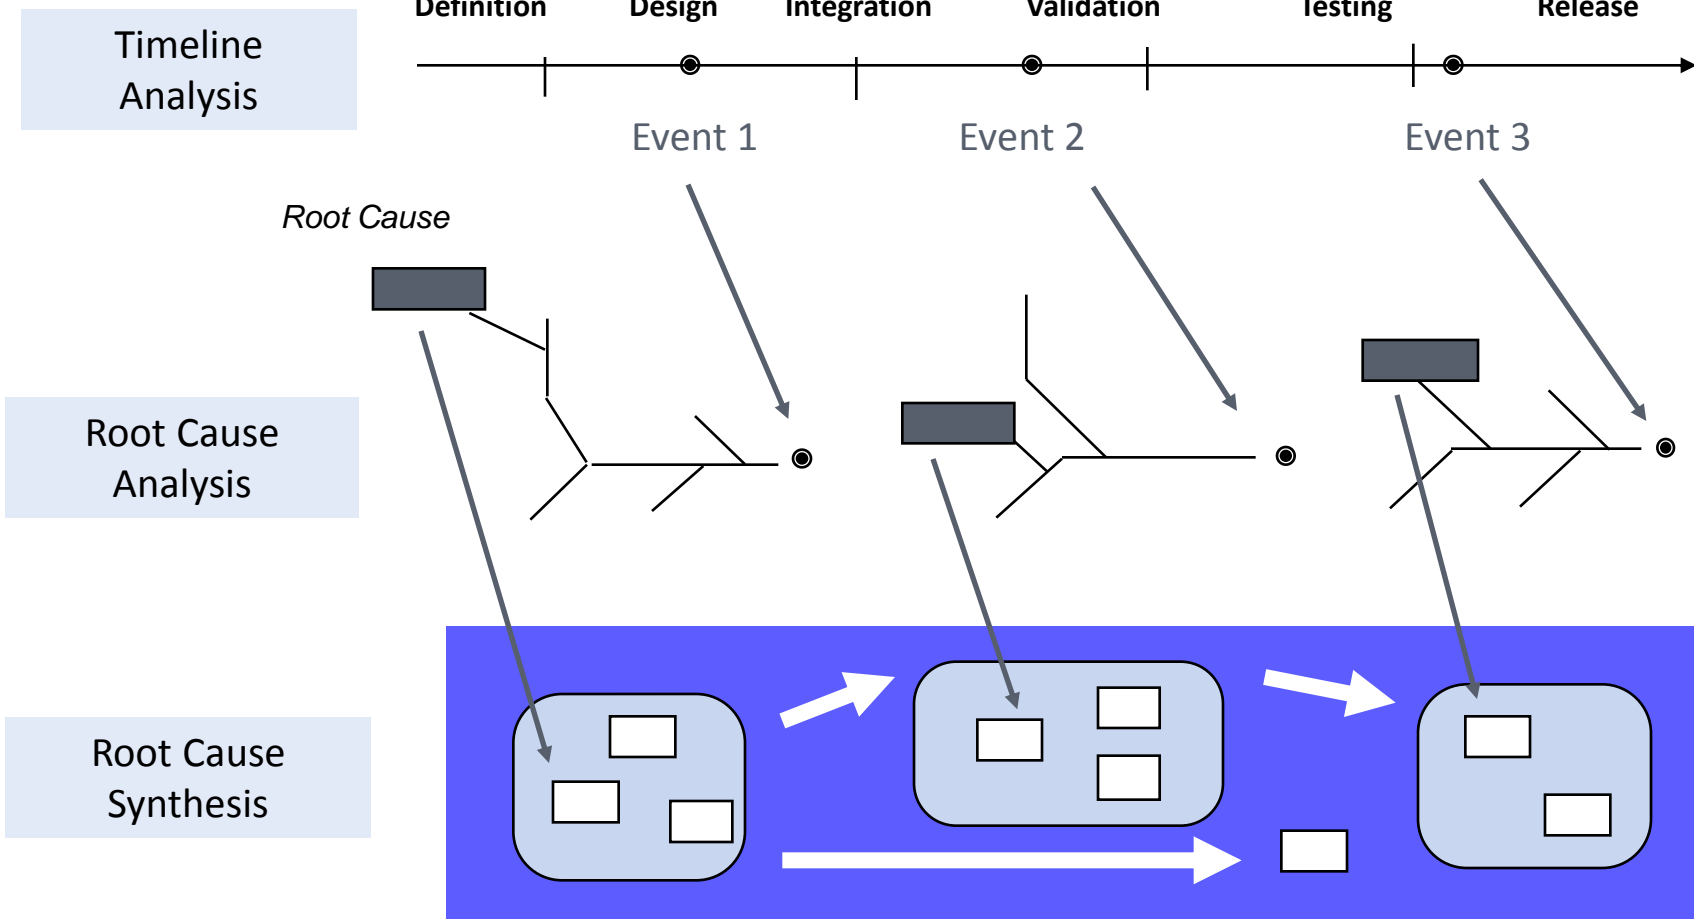 Definition Design Integration Validation Testing Release
Timeline
Analysis
Event 1 Event 2 Event 3
Root Cause
Root Cause
Analysis
Root Cause
Synthesis